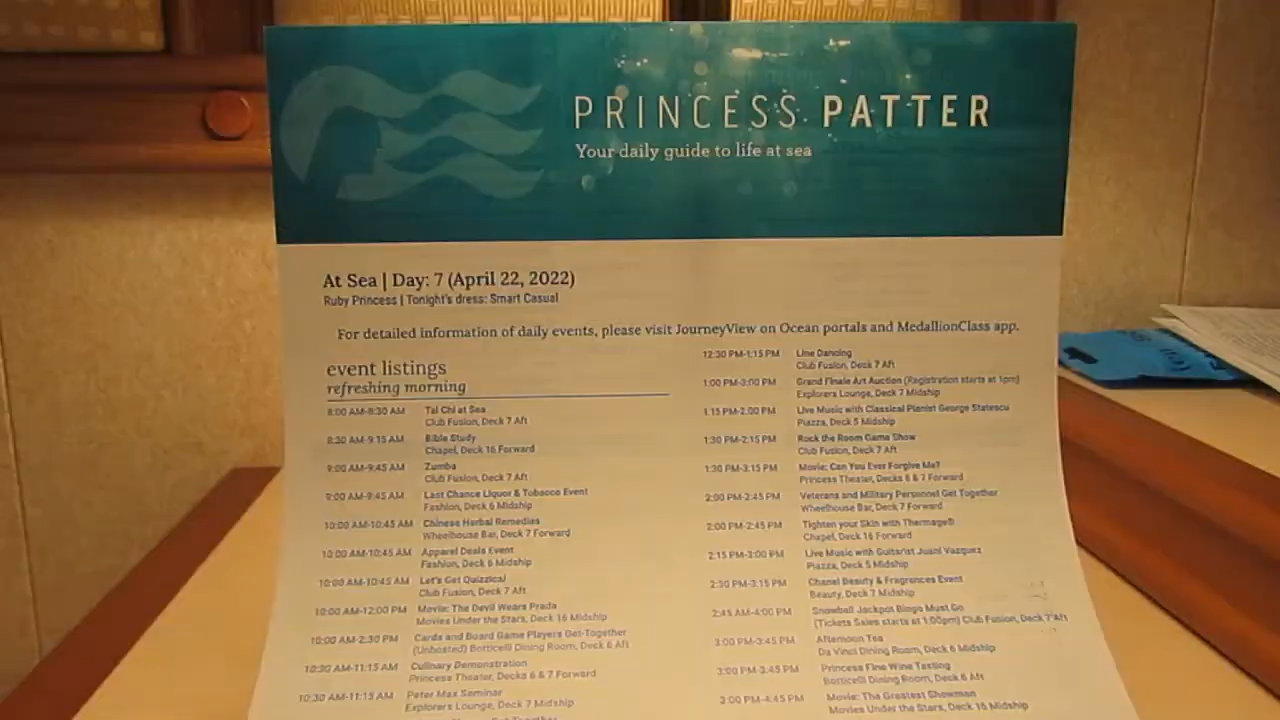 PRINCESS PATTER
Your daily guide to life at sea
At Sea | Day: 7 (April 22, 2022)
Ruby Princess | Tonight's dress: Smart Casual
For detailed information of daily events, please visit JourneyView on Ocean portals and MedallionClass app.
event listings
refreshing morning
8:00 AM-8:30 AM Tai Chi at Sea
Club Fusion, Deck 7 Aft
8:30 AM-9:15 AM Bible Study
Chapel, Deck 16 Forward
9:00 AM-9:45 AM Zumba
Club Fusion, Deck 7 Aft
9:00 AM-9:45 AM Last Chance Liquor & Tobacco Event
Fashion, Deck 6 Midship
10:00 AM-10:45 AM Chinese Herbal Remedies
Wheelhouse Bar, Deck 7 Forward
10:00 AM-10:45 AM Apparel Deals Event
Fashion, Deck 6 Midship
10:00 AM-10:45 AM Let's Get Quizzical
Club Fusion, Deck 7 Aft
10:00 AM-12:00 PM Movie: The Devil Wears Prada
Movies Under the Stars, Deck 16 Midship
10:00 AM-2:30 PM Cards and Board Game Players Get-Together
(Unhosted) Botticelli Dining Room, Deck 6 Aft
10:30 AM-11:15 AM Culinary Demonstration
Princess Theater, Decks 6 & 7 Forward
10:30 AM-11:15 AM Peter Max Seminar
Explorers Lounge, Deck 7 Midship
12:30 PM-1:15 PM Line Dancing
Club Fusion, Deck 7 Aft
1:00 PM-3:00 PM Grand Finale Art Auction (Registration starts at 1pm)
Explorers Lounge, Deck 7 Midship
1:15 PM-2:00 PM Live Music with Classical Pianist George Statescu
Piazza, Deck 5 Midship
1:30 PM-2:15 PM Rock the Room Game Show
Club Fusion, Deck 7 Aft
1:30 PM-3:15 PM Movie: Can You Ever Forgive Me?
Princess Theater, Decks 6 & 7 Forward
2:00 PM-2:45 PM Veterans and Military Personnel Get Together
Wheelhouse Bar, Deck 7 Forward
2:00 PM-2:45 PM Tighten your Skin with Thermage®
Chapel, Deck 16 Forward
2:15 PM-3:00 PM Live Music with Guitarist Juanl Vazquez
Piazza, Deck 5 Midship
2:30 PM-3:15 PM Chanel Beauty & Fragrances Event
Beauty, Deck 7 Midship
2:45 AM-4:00 PM Snowball Jackpot Bingo Must Go
(Tickets Sales starts at 1:00pm) Club Fusion, Deck 7 Aft
3:00 PM-3:45 PM Afternoon Tea
Da Vinci Dining Room, Deck 6 Midship
3:00 PM-3:45 PM Princess Fine Wine Tasting
Botticelli Dining Room, Deck 6 Aft
3:00 PM-4:45 PM Movie: The Greatest Showman
Movies Under the Stars, Deck 16 Midship